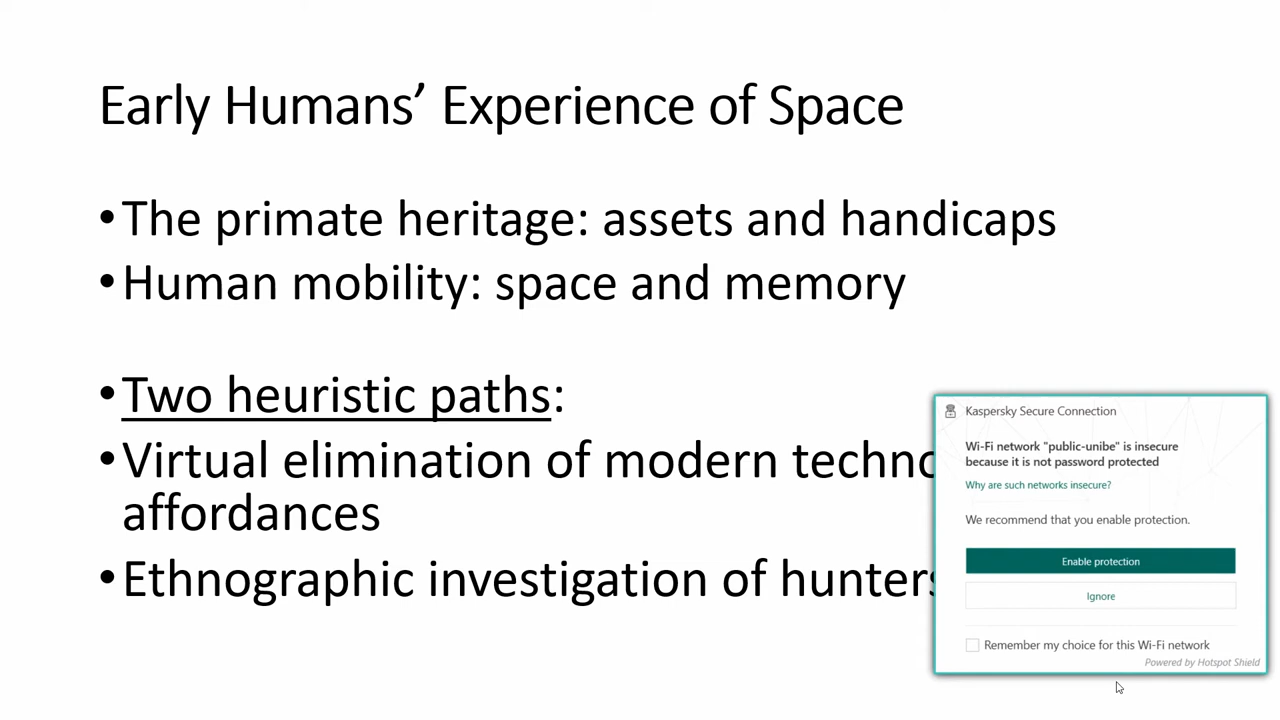 Early Humans’ Experience of Space
•The primate heritage: assets and handicaps
•Human mobility: space and memory
•Two heuristic paths:
•Virtual elimination of modern
affordances
•Ethnographic investigation of hunters
Kaspersky Secure Connection
Wi-Fi network "public-unibe" is insecure
because it is not password protected
Why are such networks insecure?
We recommend that you enable protection.
Enable protection
Ignore
Remember my choice for this Wi-Fi network
Powered by Hotspot Shield